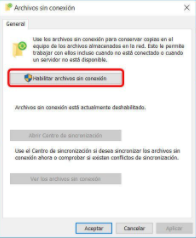 Archivos sin conexión
General
Use los archivos sin conexión para conservar copias en el
equipo de los archivos almacenados en la red. Esto le permite
trabajar con ellos incluso cuando no está conectado o cuando
un servidor no está disponible.
Habilitar archivos sin conexión
Archivos sin conexión está actualmente deshabilitado.
Abrir Centro de sincronización
Use el Centro de sincronización si desea sincronizar los archivos sin
conexión ahora o comprobar si existen conflictos de sincronización.
Ver los archivos sin conexión
Aceptar
Cancelar
Aplicar